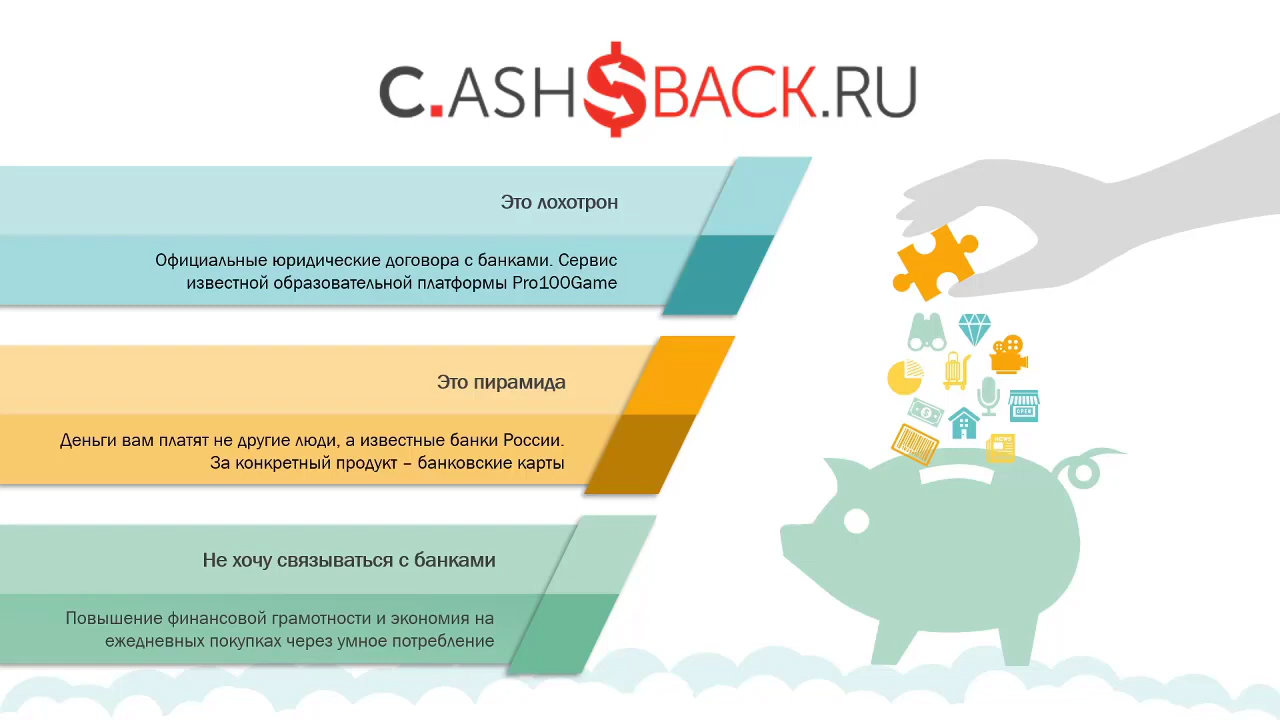 C.ASH$BACK.RU
Это лохотрон
Официальные юридические договора с банками. Сервис
известной образовательной платформы Pro100Game
Это пирамида
Деньги вам платят не другие люди, а известные банки России.
За конкретный продукт – банковские карты
Не хочу связываться с банками
Повышение финансовой грамотности и экономия на
ежедневных покупках через умное потребление
OPEN
NEWS